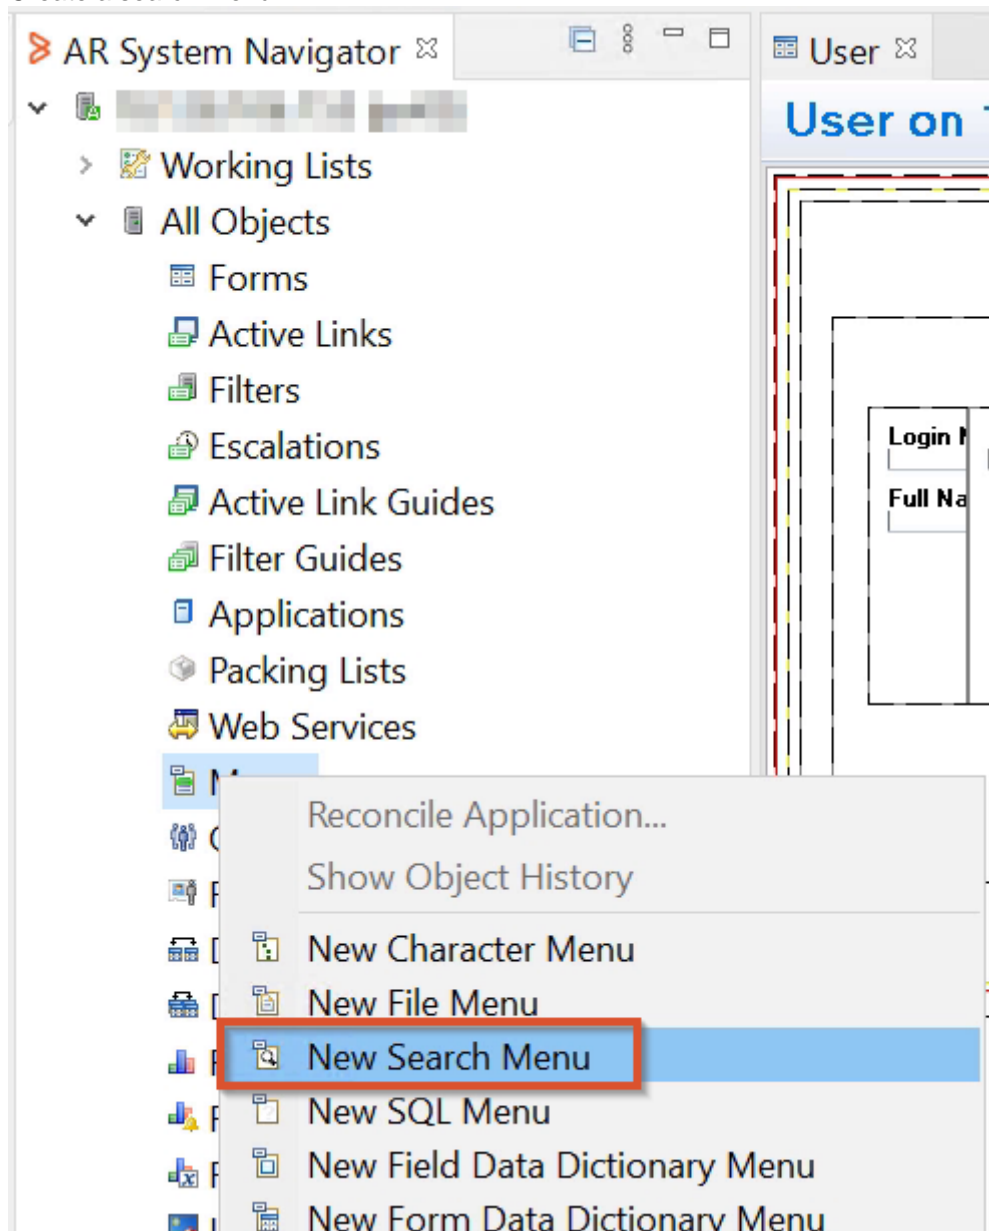 AR System Navigator
User
User on
Working Lists
All Objects
Forms
Active Links
Filters
Escalations
Active Link Guides
Filter Guides
Applications
Packing Lists
Web Services
Login
Full Na
Reconcile Application...
Show Object History
New Character Menu
New File Menu
New Search Menu
New SQL Menu
New Field Data Dictionary Menu
New Form Data Dictionary Menu